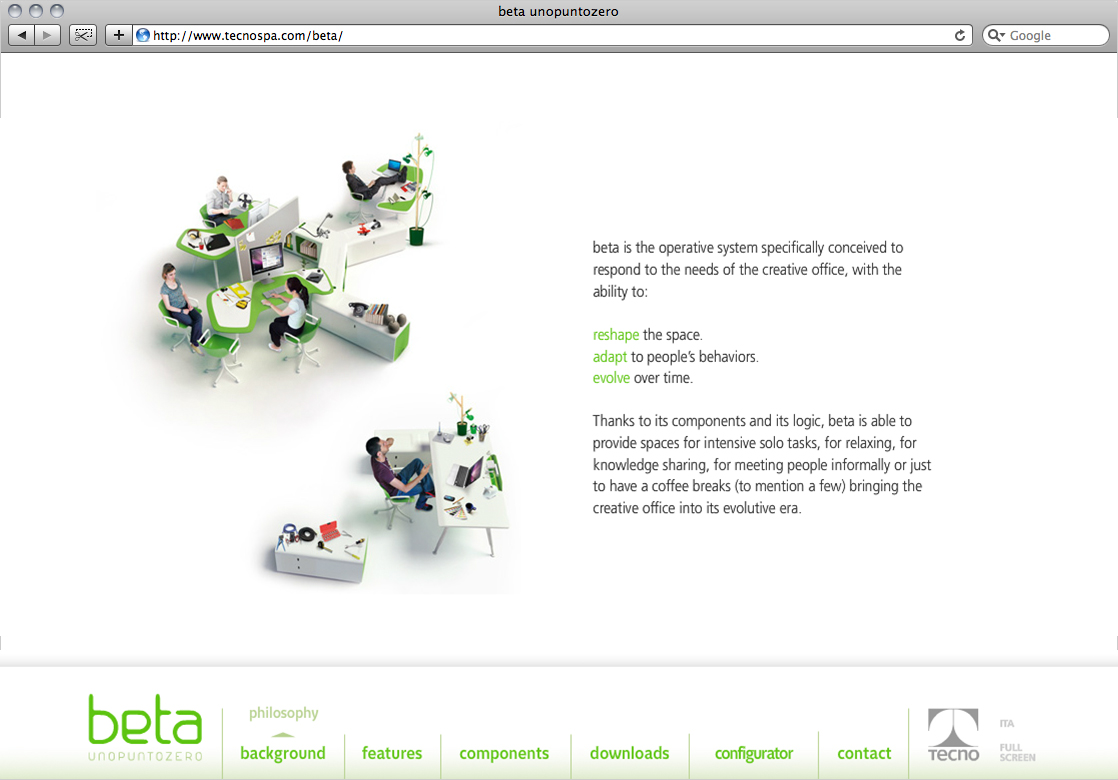 beta unopuntozero
http://www.tecnospa.com/beta/
Google
beta is the operative system specifically conceived to
respond to the needs of the creative office, with the
ability to:
reshape the space.
adapt to people's behaviors.
evolve over time.
Thanks to its components and its logic, beta is able to
provide spaces for intensive solo tasks, for relaxing, for
knowledge sharing, for meeting people informally or just
to have a coffee breaks (to mention a few) bringing the
creative office into its evolutive era.
beta
UNOPUNTOZERO
philosophy
background
features
components
downloads
configurator
contact
TECNO
ITA
FULL
SCREEN